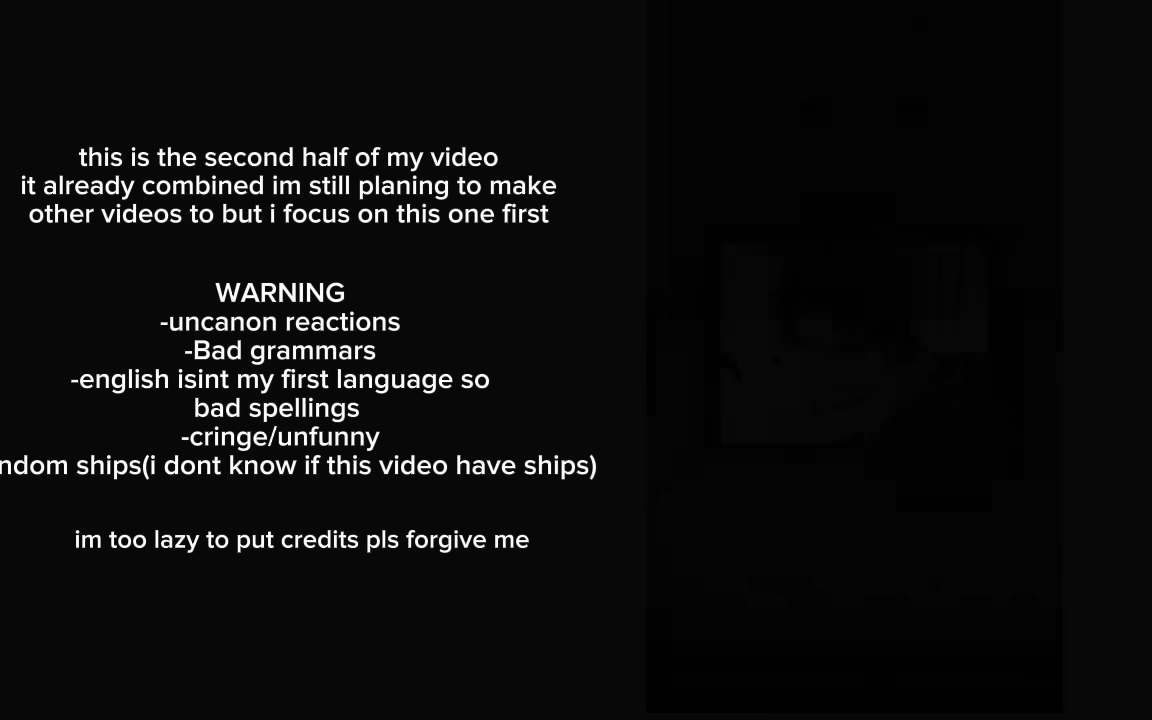 this is the second half of my video
it already combined im still planing to make
other videos to but i focus on this one first
WARNING
-uncanon reactions
-Bad grammars
-english isint my first language so
bad spellings
-cringe/unfunny
ndom ships(i dont know if this video have ships)
im too lazy to put credits pls forgive me